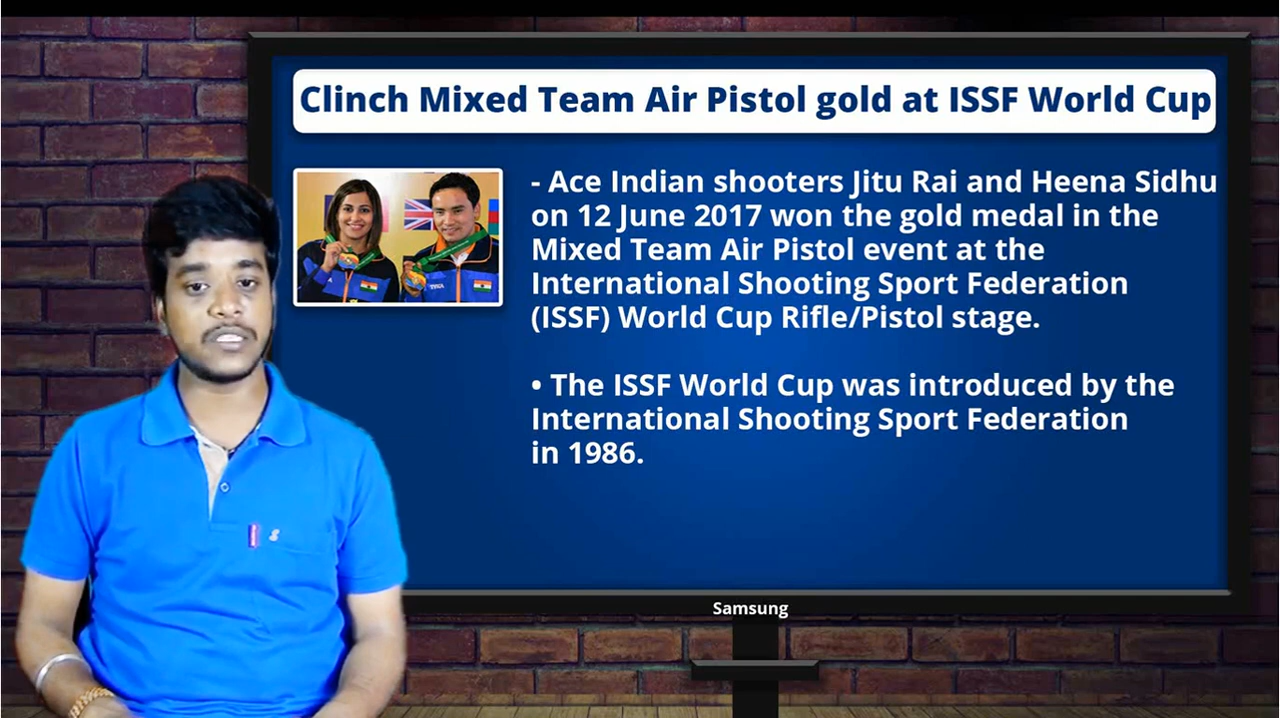 Clinch Mixed Team Air Pistol gold at ISSF World Cup
- Ace Indian shooters Jitu Rai and Heena Sidhu
on 12 June 2017 won the gold medal in the
Mixed Team Air Pistol event at the
International Shooting Sport Federation
(ISSF) World Cup Rifle/Pistol stage.
• The ISSF World Cup was introduced by the
International Shooting Sport Federation
in 1986.
Samsung